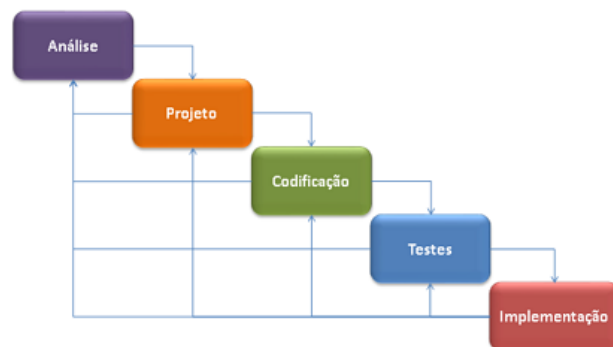 Análise
Projeto
Codificação
Testes
Implementação